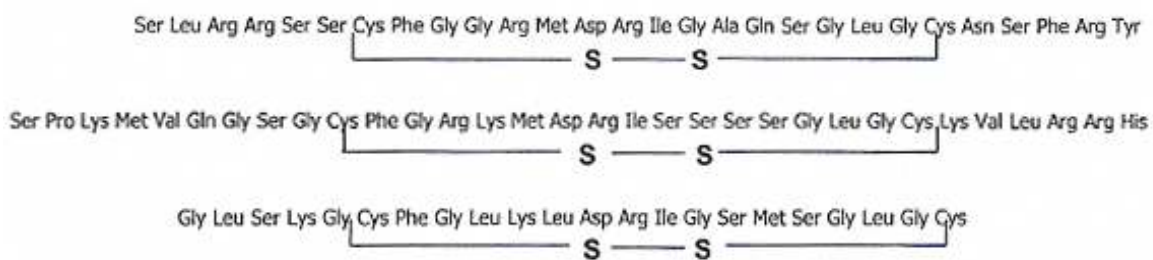 Ser Leu Arg Arg Ser Ser Cys Phe Gly Gly Arg Met Asp Arg Ile Gly Ala Gln Ser Gly Leu Gly Cys Asn Ser Phe Arg Tyr
S S
Ser Pro Lys Met Val Gln Gly Ser Gly Cys Phe Gly Arg Lys Met Asp Arg Ile Ser Ser Ser Ser Gly Leu Gly Cys Lys Val Leu Arg Arg His
S S
Gly Leu Ser Lys Gly Cys Phe Gly Leu Lys Leu Asp Arg Ile Gly Ser Met Ser Gly Leu Gly Cys
S S